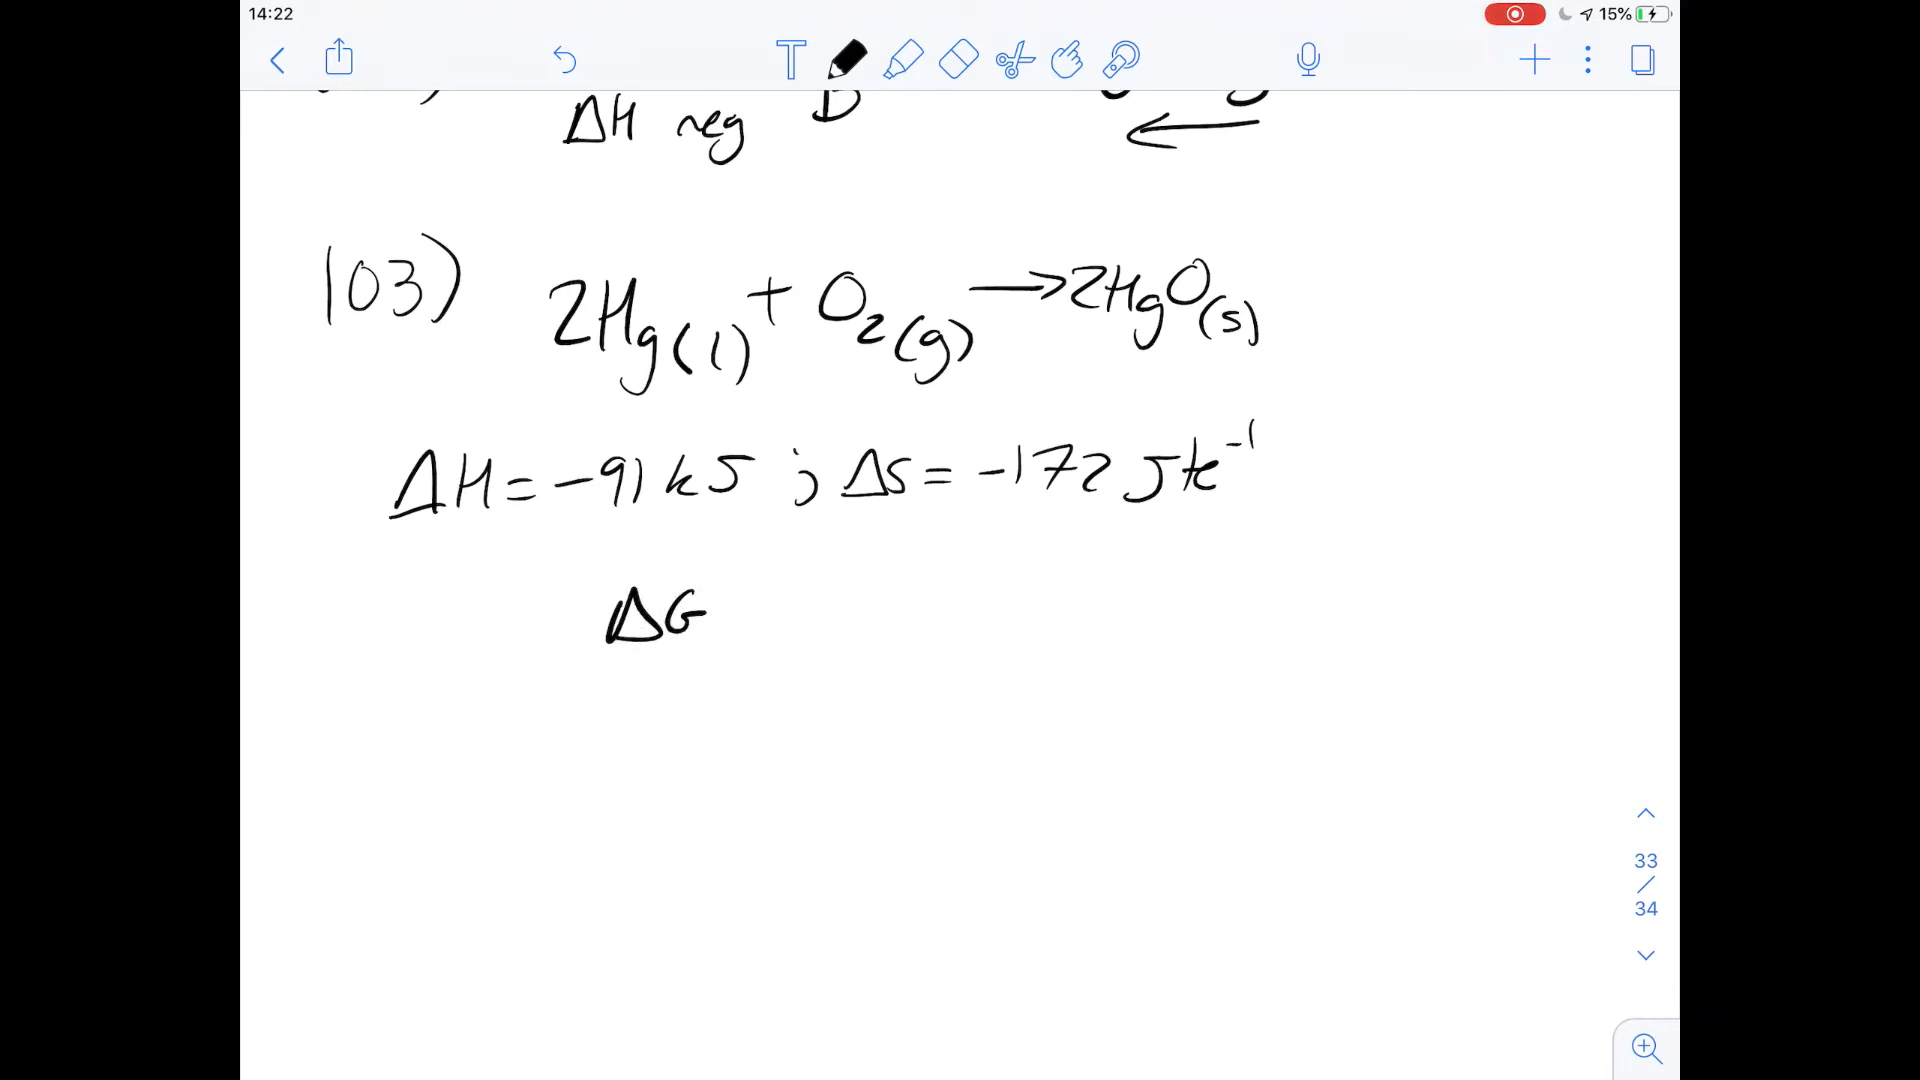 14:22
15%
T
ΔH neg
103) 2Hg(l) + O₂(g) → 2HgO(s)
ΔH = -91 kJ ; ΔS = -172 JK⁻¹
ΔG
33
/
34